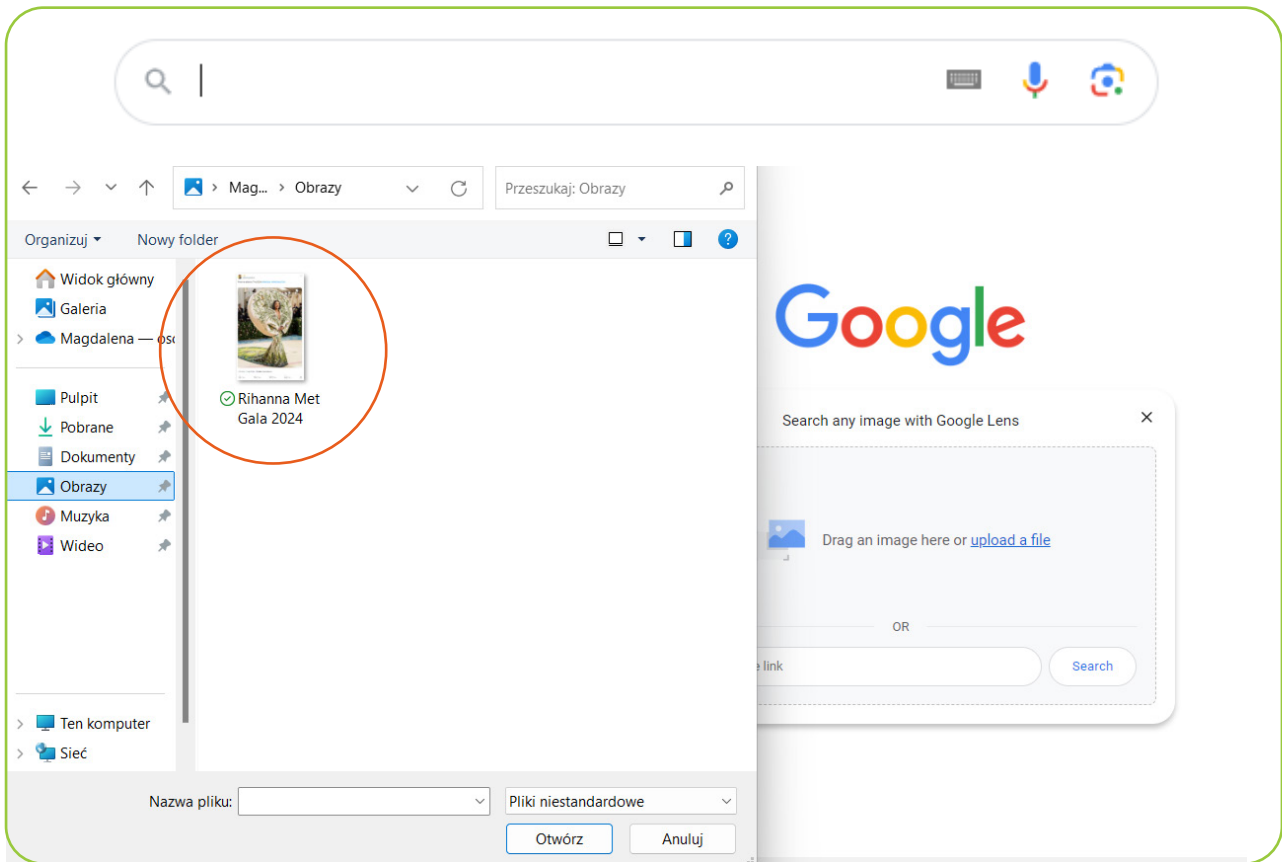 Mag... > Obrazy
Przeszukaj: Obrazy
Organizuj
Nowy folder
Widok główny
Galeria
Magdalena —
Pulpit
Pobrane
Dokumenty
Obrazy
Muzyka
Wideo
Ten komputer
Sieć
Rihanna Met
Gala 2024
Nazwa pliku:
Pliki niestandardowe
Otwórz
Anuluj
Google
Search any image with Google Lens
Drag an image here or upload a file
OR
link
Search